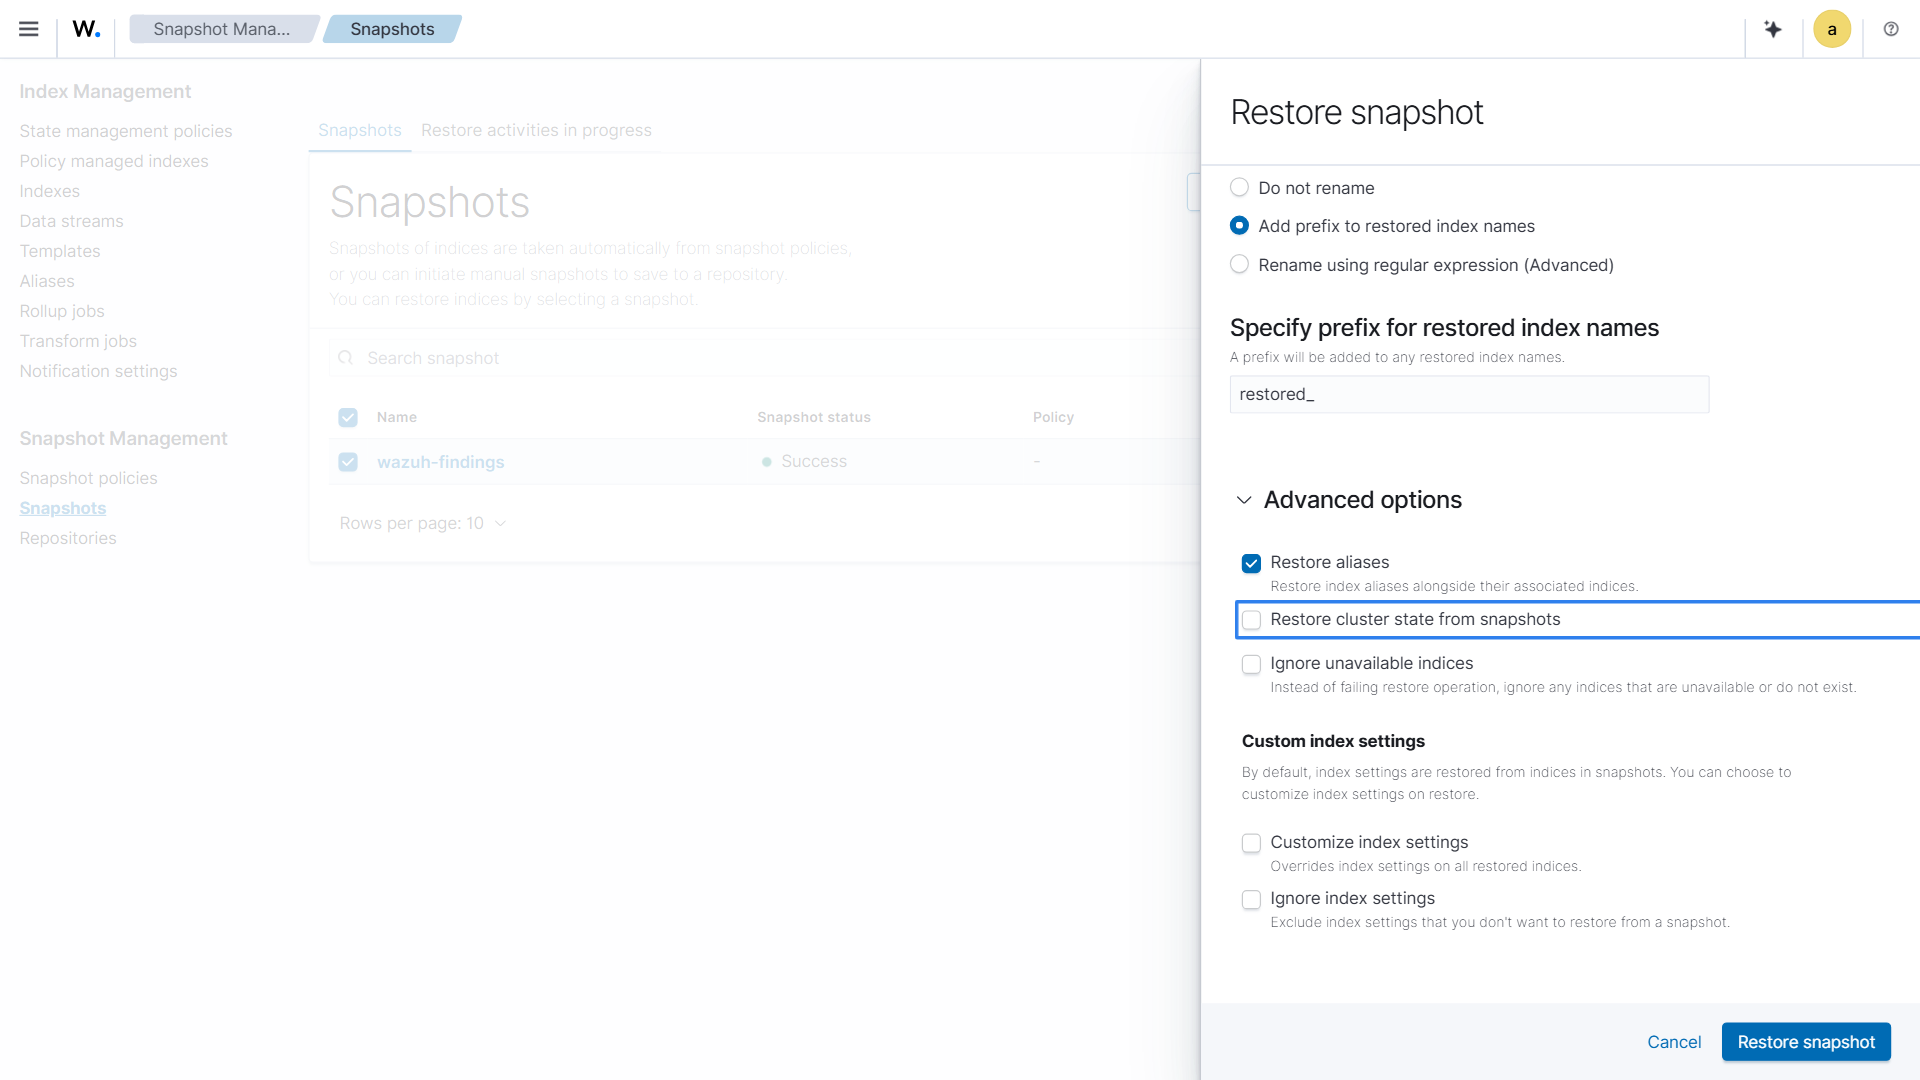 W.
Snapshot Mana...
Snapshots
a
Index Management
State management policies
Policy managed indexes
Indexes
Data streams
Templates
Aliases
Rollup jobs
Transform jobs
Notification settings
Snapshot Management
Snapshot policies
Snapshots
Repositories
Snapshots
Restore activities in progress
Snapshots
Snapshots of indices are taken automatically from snapshot policies,
or you can initiate manual snapshots to save to a repository.
You can restore indices by selecting a snapshot.
Search snapshot
Name
Snapshot status
Policy
wazuh-findings
Success
-
Rows per page: 10
Restore snapshot
Do not rename
Add prefix to restored index names
Rename using regular expression (Advanced)
Specify prefix for restored index names
A prefix will be added to any restored index names.
restored_
Advanced options
Restore aliases
Restore index aliases alongside their associated indices.
Restore cluster state from snapshots
Ignore unavailable indices
Instead of failing restore operation, ignore any indices that are unavailable or do not exist.
Custom index settings
By default, index settings are restored from indices in snapshots. You can choose to
customize index settings on restore.
Customize index settings
Overrides index settings on all restored indices.
Ignore index settings
Exclude index settings that you don't want to restore from a snapshot.
Cancel
Restore snapshot